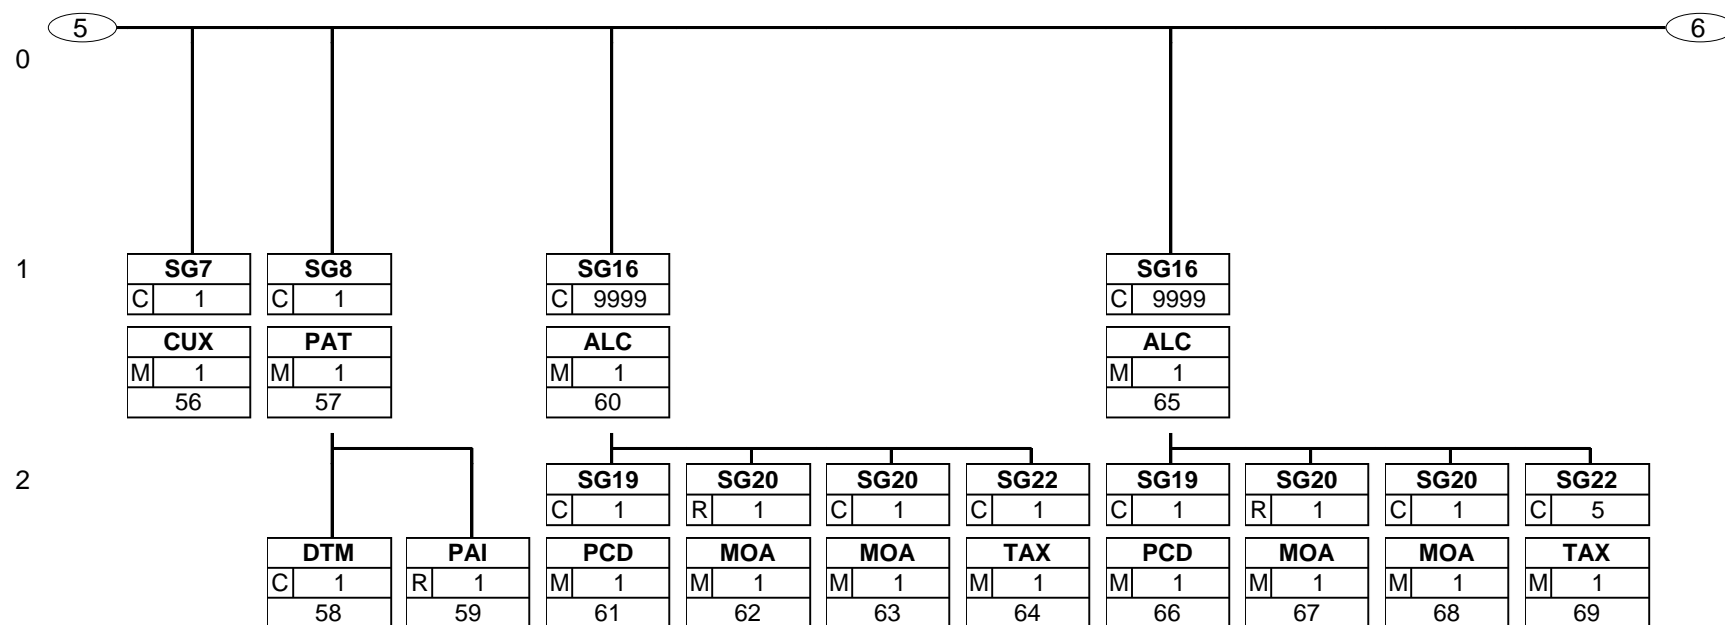 5 6
0
1 SG7 SG8 SG16 SG16
C 1 C 1 C 9999 C 9999
CUX PAT ALC ALC
M 1 M 1 M 1 M 1
56 57 60 65
2 SG19 SG20 SG20 SG22 SG19 SG20 SG20 SG22
C 1 R 1 C 1 C 1 C 1 R 1 C 1 C 5
DTM PAI PCD MOA MOA TAX PCD MOA MOA TAX
C 1 R 1 M 1 M 1 M 1 M 1 M 1 M 1 M 1 M 1
58 59 61 62 63 64 66 67 68 69